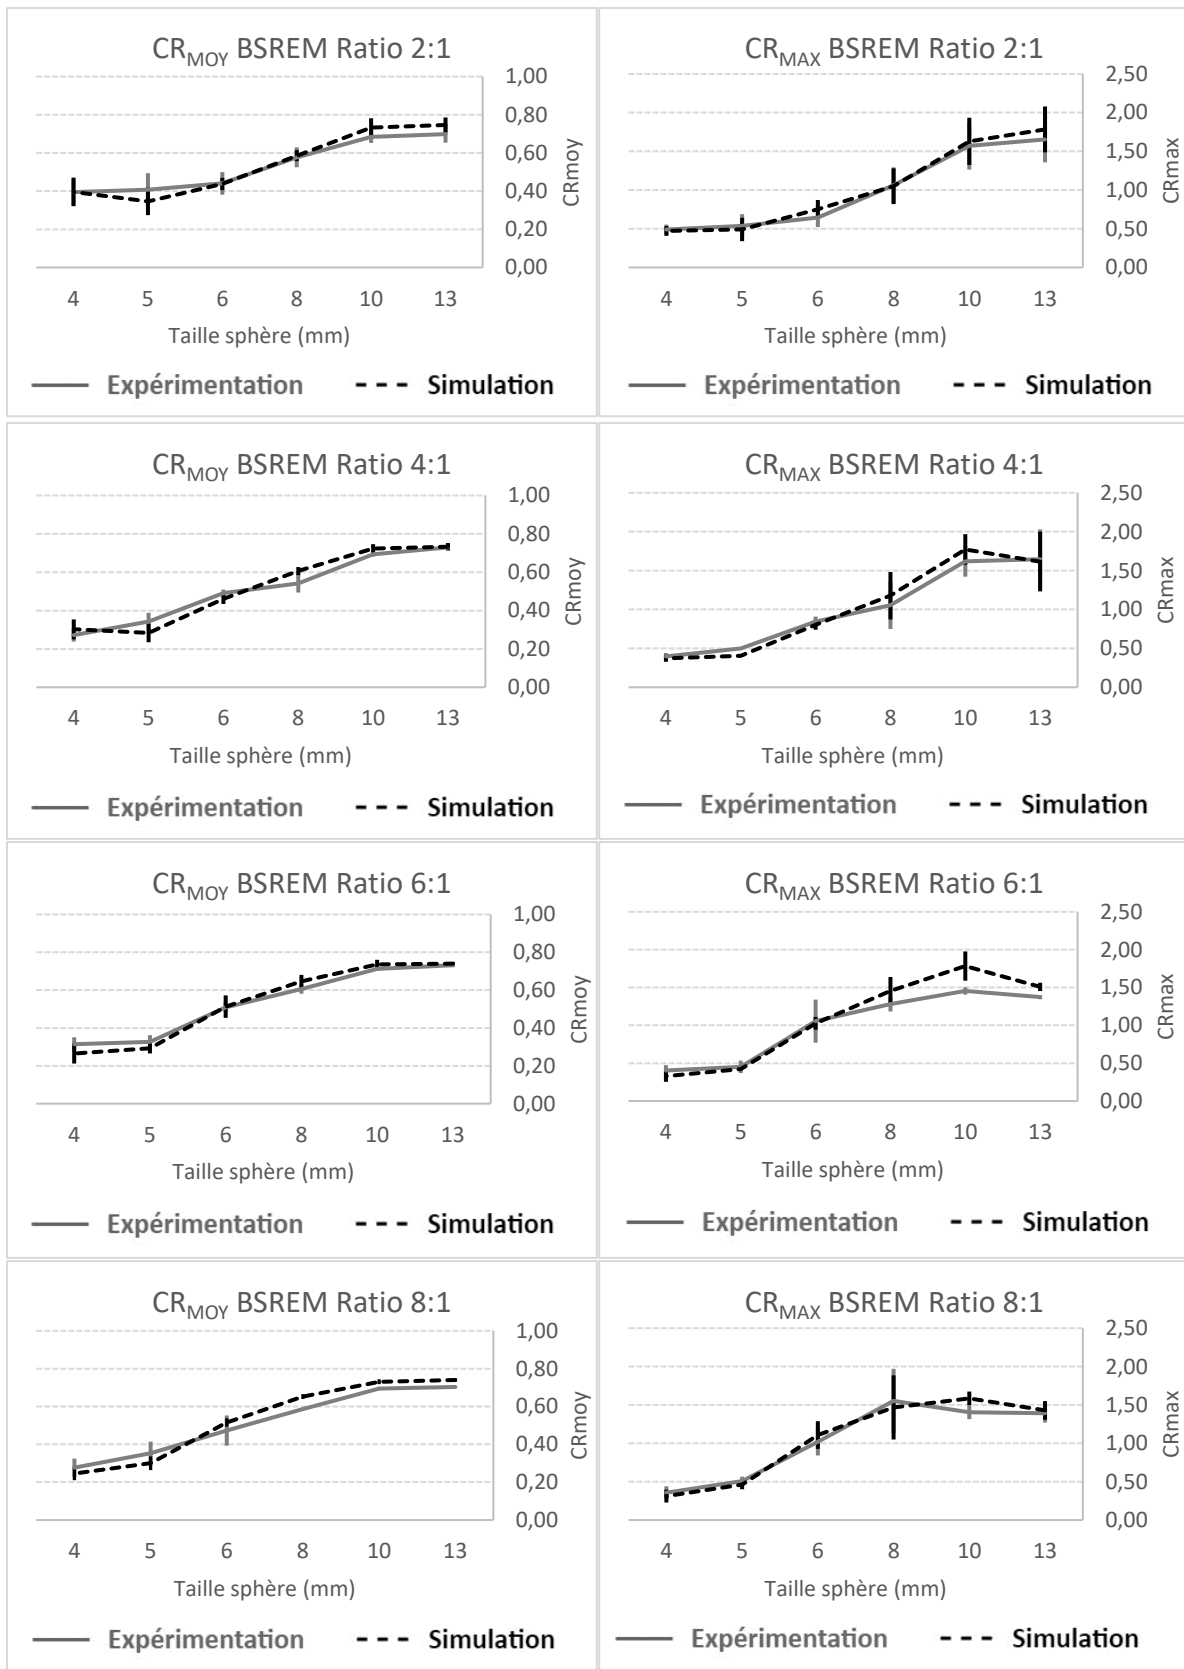 CRMOY BSREM Ratio 2:1
1,00
0,80
0,60
0,40
0,20
0,00
CRmoy
4 5 6 8 10 13
Taille sphère (mm)
Expérimentation Simulation
CRMAX BSREM Ratio 2:1
2,50
2,00
1,50
1,00
0,50
0,00
CRmax
4 5 6 8 10 13
Taille sphère (mm)
Expérimentation Simulation
CRMOY BSREM Ratio 4:1
1,00
0,80
0,60
0,40
0,20
0,00
CRmoy
4 5 6 8 10 13
Taille sphère (mm)
Expérimentation Simulation
CRMAX BSREM Ratio 4:1
2,50
2,00
1,50
1,00
0,50
0,00
CRmax
4 5 6 8 10 13
Taille sphère (mm)
Expérimentation Simulation
CRMOY BSREM Ratio 6:1
1,00
0,80
0,60
0,40
0,20
0,00
CRmoy
4 5 6 8 10 13
Taille sphère (mm)
Expérimentation Simulation
CRMAX BSREM Ratio 6:1
2,50
2,00
1,50
1,00
0,50
0,00
CRmax
4 5 6 8 10 13
Taille sphère (mm)
Expérimentation Simulation
CRMOY BSREM Ratio 8:1
1,00
0,80
0,60
0,40
0,20
0,00
CRmoy
4 5 6 8 10 13
Taille sphère (mm)
Expérimentation Simulation
CRMAX BSREM Ratio 8:1
2,50
2,00
1,50
1,00
0,50
0,00
CRmax
4 5 6 8 10 13
Taille sphère (mm)
Expérimentation Simulation